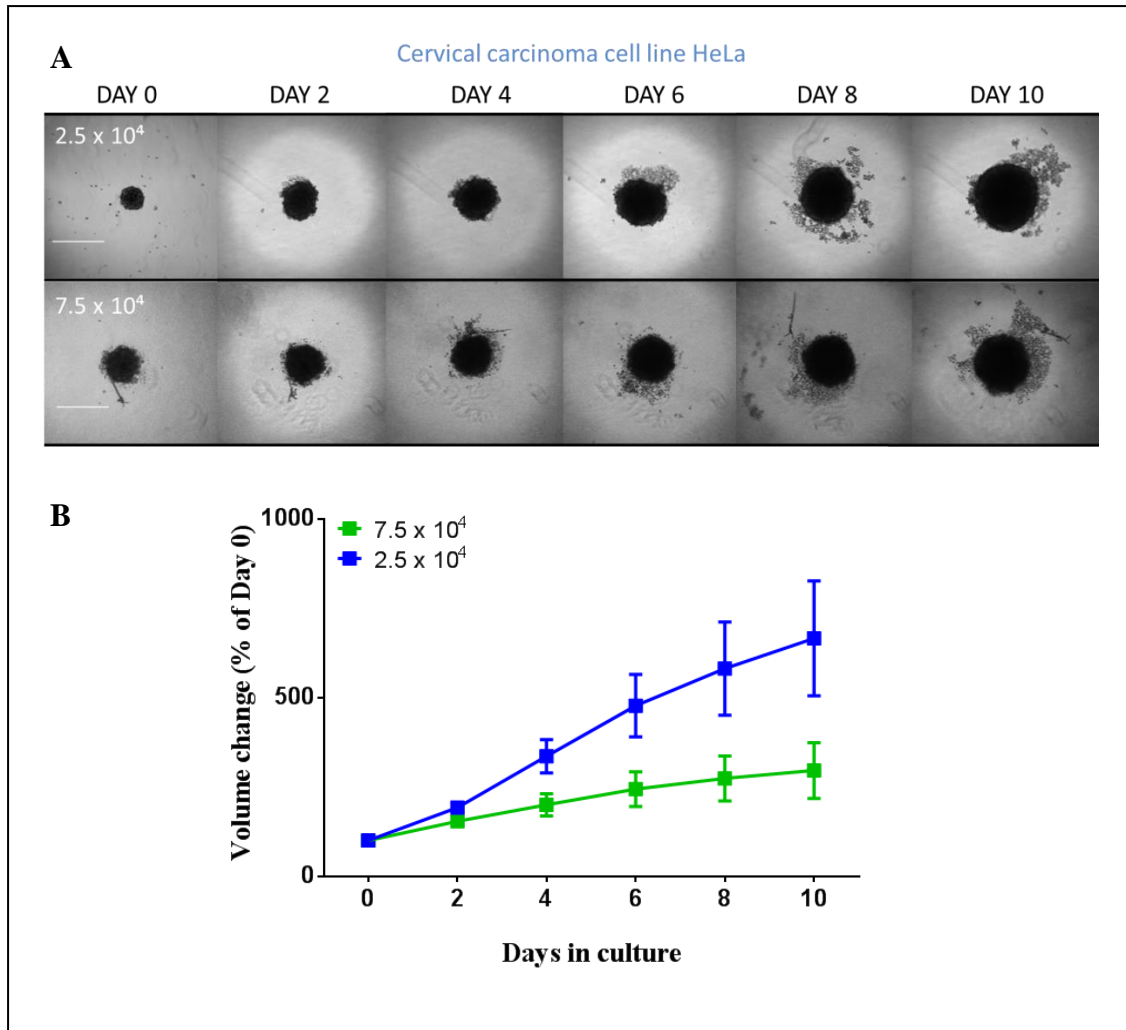 A
Cervical carcinoma cell line HeLa
DAY 0 DAY 2 DAY 4 DAY 6 DAY 8 DAY 10
2.5 x 10⁴
7.5 x 10⁴
B
Volume change (% of Day 0)
1000
500
0
7.5 x 10⁴
2.5 x 10⁴
0 2 4 6 8 10
Days in culture